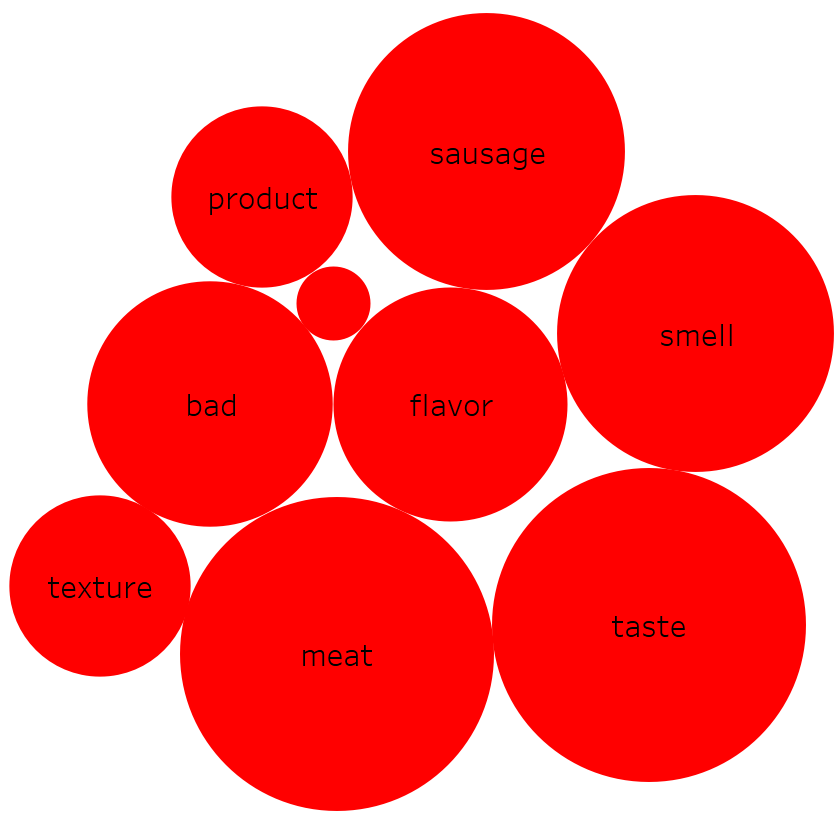 sausage
product
smell
bad
flavor
texture
taste
meat